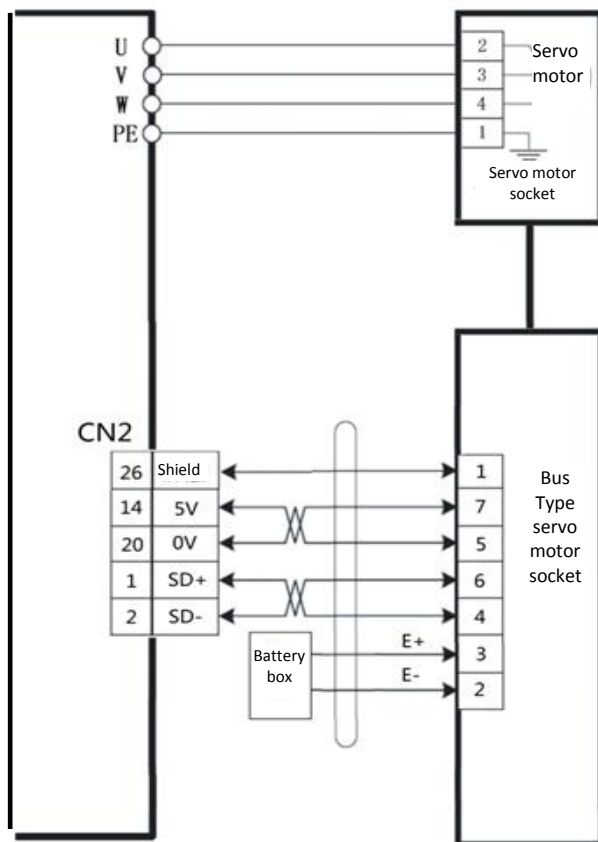 U
V
W
PE
2
3
4
1
Servo
motor
Servo motor
socket
CN2
26 Shield
14 5V
20 0V
1 SD+
2 SD-
1
7
5
6
4
3
2
Battery
box
E+
E-
Bus
Type
servo
motor
socket